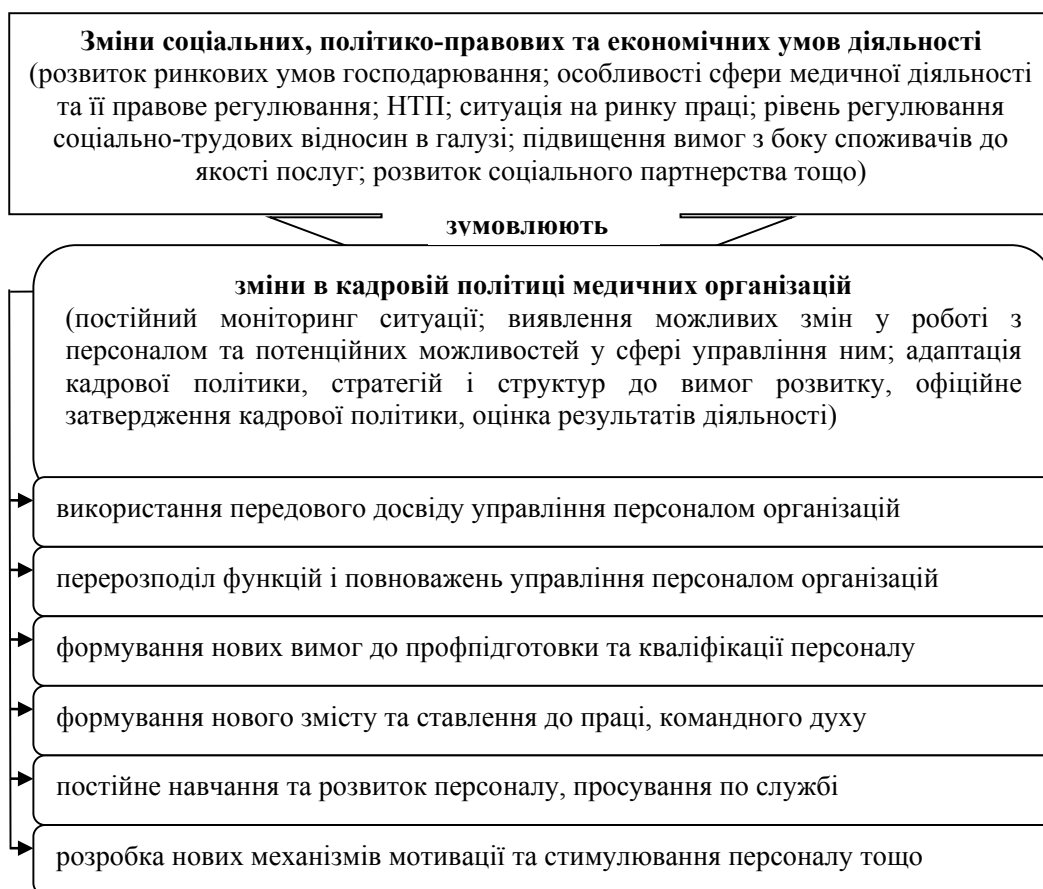 Зміни соціальних, політико-правових та економічних умов діяльності
(розвиток ринкових умов господарювання; особливості сфери медичної діяльності
та її правове регулювання; НТП; ситуація на ринку праці; рівень регулювання
соціально-трудових відносин в галузі; підвищення вимог з боку споживачів до
якості послуг; розвиток соціального партнерства тощо)
зумовлюють
зміни в кадровій політиці медичних організацій
(постійний моніторинг ситуації; виявлення можливих змін у роботі з
персоналом та потенційних можливостей у сфері управління ним; адаптація
кадрової політики, стратегій і структур до вимог розвитку, офіційне
затвердження кадрової політики, оцінка результатів діяльності)
використання передового досвіду управління персоналом організацій
перерозподіл функцій і повноважень управління персоналом організацій
формування нових вимог до профпідготовки та кваліфікації персоналу
формування нового змісту та ставлення до праці, командного духу
постійне навчання та розвиток персоналу, просування по службі
розробка нових механізмів мотивації та стимулювання персоналу тощо